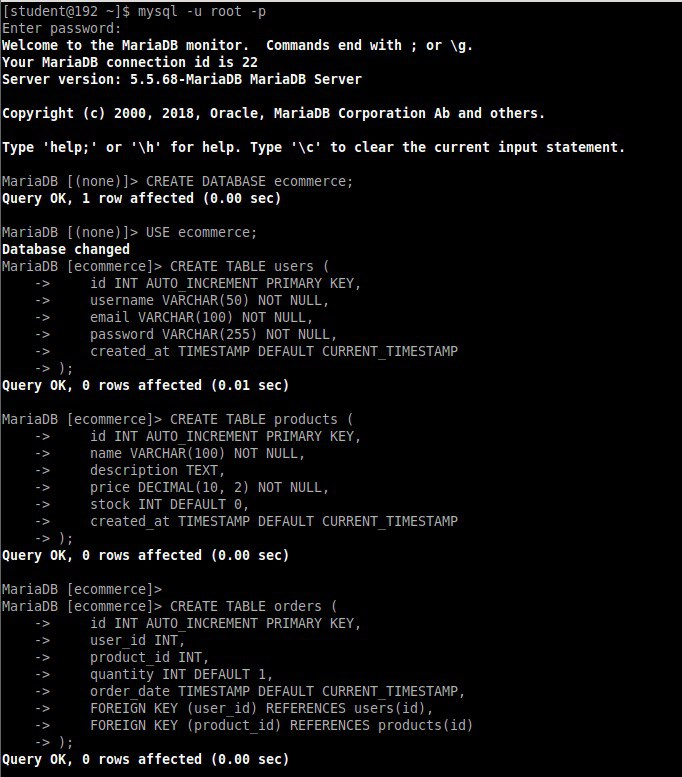 [student@192 ~]$ mysql -u root -p
Enter password:
Welcome to the MariaDB monitor.  Commands end with ; or \g.
Your MariaDB connection id is 22
Server version: 5.5.68-MariaDB MariaDB Server

Copyright (c) 2000, 2018, Oracle, MariaDB Corporation Ab and others.

Type 'help;' or '\h' for help. Type '\c' to clear the current input statement.

MariaDB [(none)]> CREATE DATABASE ecommerce;
Query OK, 1 row affected (0.00 sec)

MariaDB [(none)]> USE ecommerce;
Database changed
MariaDB [ecommerce]> CREATE TABLE users (
    ->     id INT AUTO_INCREMENT PRIMARY KEY,
    ->     username VARCHAR(50) NOT NULL,
    ->     email VARCHAR(100) NOT NULL,
    ->     password VARCHAR(255) NOT NULL,
    ->     created_at TIMESTAMP DEFAULT CURRENT_TIMESTAMP
    -> );
Query OK, 0 rows affected (0.01 sec)

MariaDB [ecommerce]> CREATE TABLE products (
    ->     id INT AUTO_INCREMENT PRIMARY KEY,
    ->     name VARCHAR(100) NOT NULL,
    ->     description TEXT,
    ->     price DECIMAL(10, 2) NOT NULL,
    ->     stock INT DEFAULT 0,
    ->     created_at TIMESTAMP DEFAULT CURRENT_TIMESTAMP
    -> );
Query OK, 0 rows affected (0.00 sec)

MariaDB [ecommerce]>
MariaDB [ecommerce]> CREATE TABLE orders (
    ->     id INT AUTO_INCREMENT PRIMARY KEY,
    ->     user_id INT,
    ->     product_id INT,
    ->     quantity INT DEFAULT 1,
    ->     order_date TIMESTAMP DEFAULT CURRENT_TIMESTAMP,
    ->     FOREIGN KEY (user_id) REFERENCES users(id),
    ->     FOREIGN KEY (product_id) REFERENCES products(id)
    -> );
Query OK, 0 rows affected (0.00 sec)